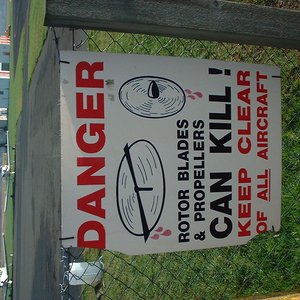 DANGER
ROTOR BLADES
& PROPELLERS
CAN KILL!
KEEP CLEAR
OF ALL AIRCRAFT